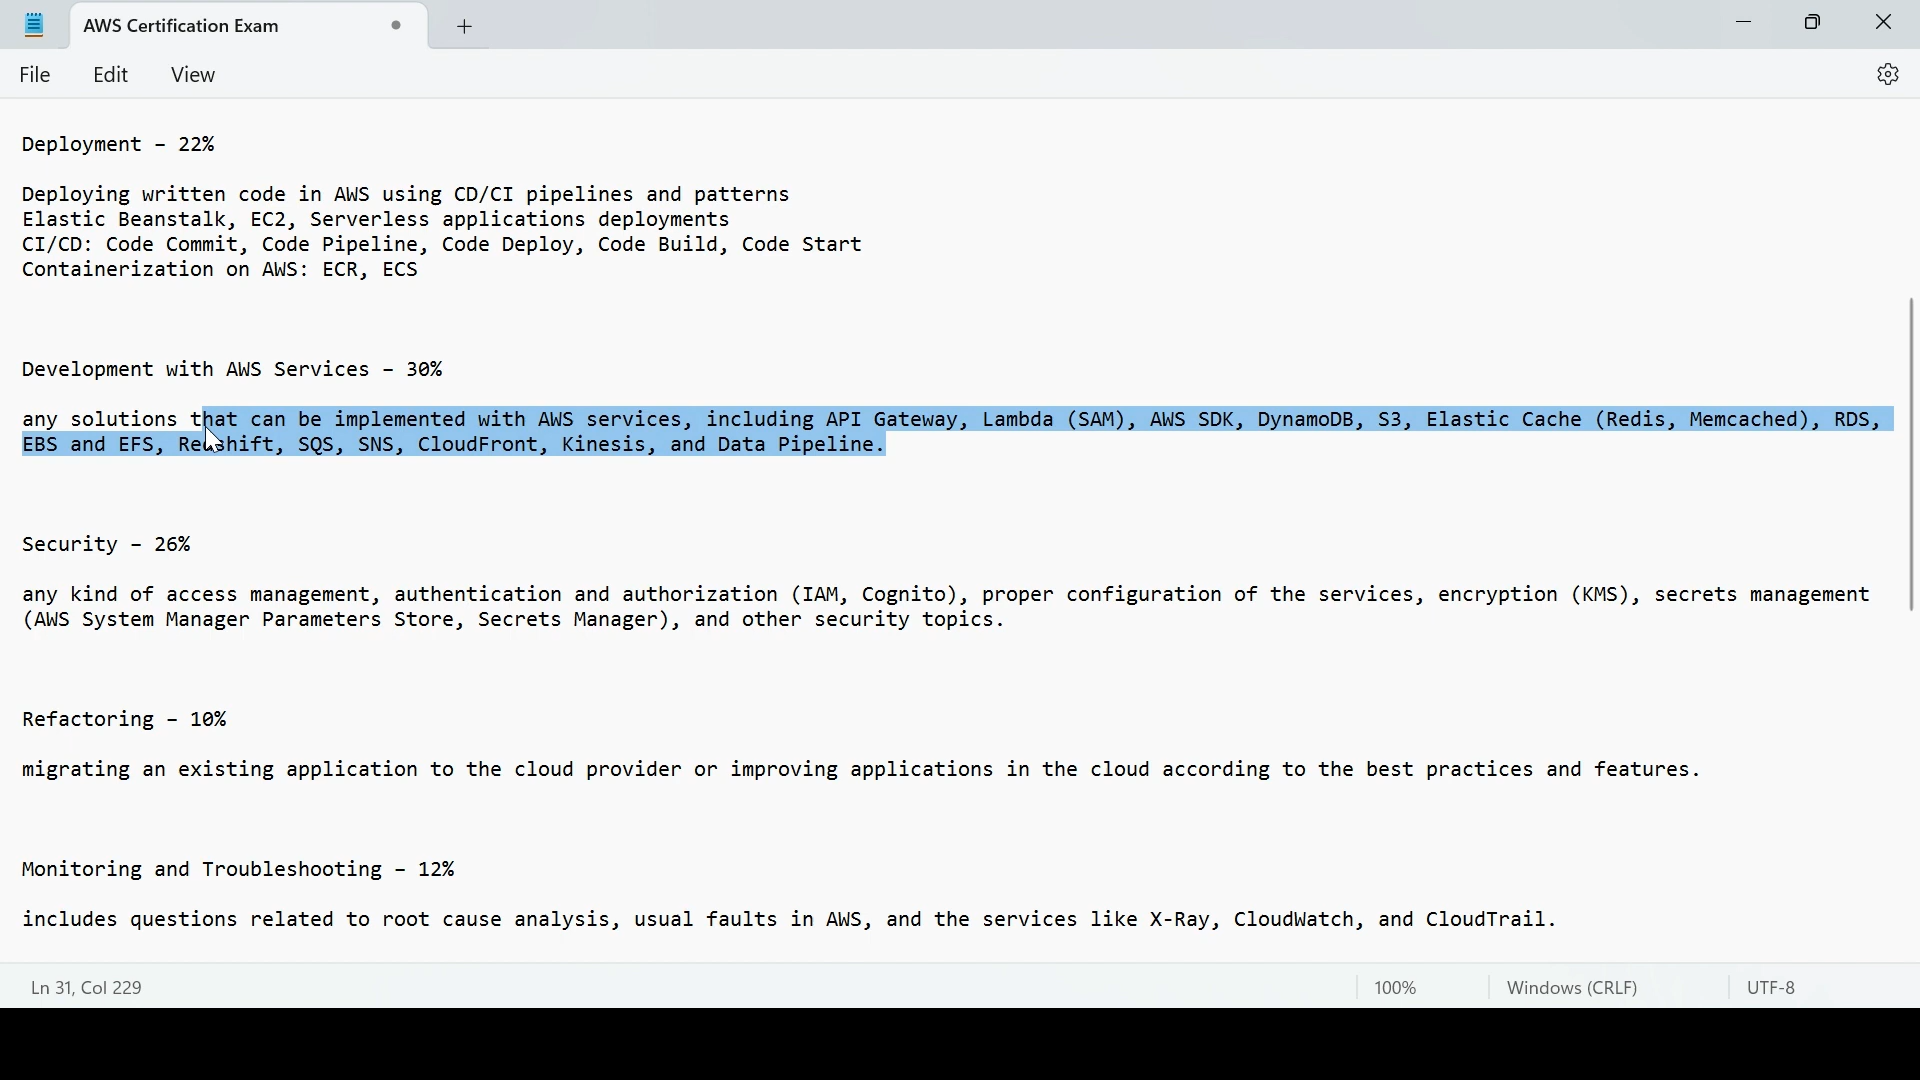 AWS Certification Exam
File Edit View
Deployment – 22%
Deploying written code in AWS using CD/CI pipelines and patterns
Elastic Beanstalk, EC2, Serverless applications deployments
CI/CD: Code Commit, Code Pipeline, Code Deploy, Code Build, Code Start
Containerization on AWS: ECR, ECS
Development with AWS Services – 30%
any solutions that can be implemented with AWS services, including API Gateway, Lambda (SAM), AWS SDK, DynamoDB, S3, Elastic Cache (Redis, Memcached), RDS,
EBS and EFS, Redshift, SQS, SNS, CloudFront, Kinesis, and Data Pipeline.
Security – 26%
any kind of access management, authentication and authorization (IAM, Cognito), proper configuration of the services, encryption (KMS), secrets management
(AWS System Manager Parameters Store, Secrets Manager), and other security topics.
Refactoring – 10%
migrating an existing application to the cloud provider or improving applications in the cloud according to the best practices and features.
Monitoring and Troubleshooting – 12%
includes questions related to root cause analysis, usual faults in AWS, and the services like X-Ray, CloudWatch, and CloudTrail.
Ln 31, Col 229 100% Windows (CRLF) UTF-8